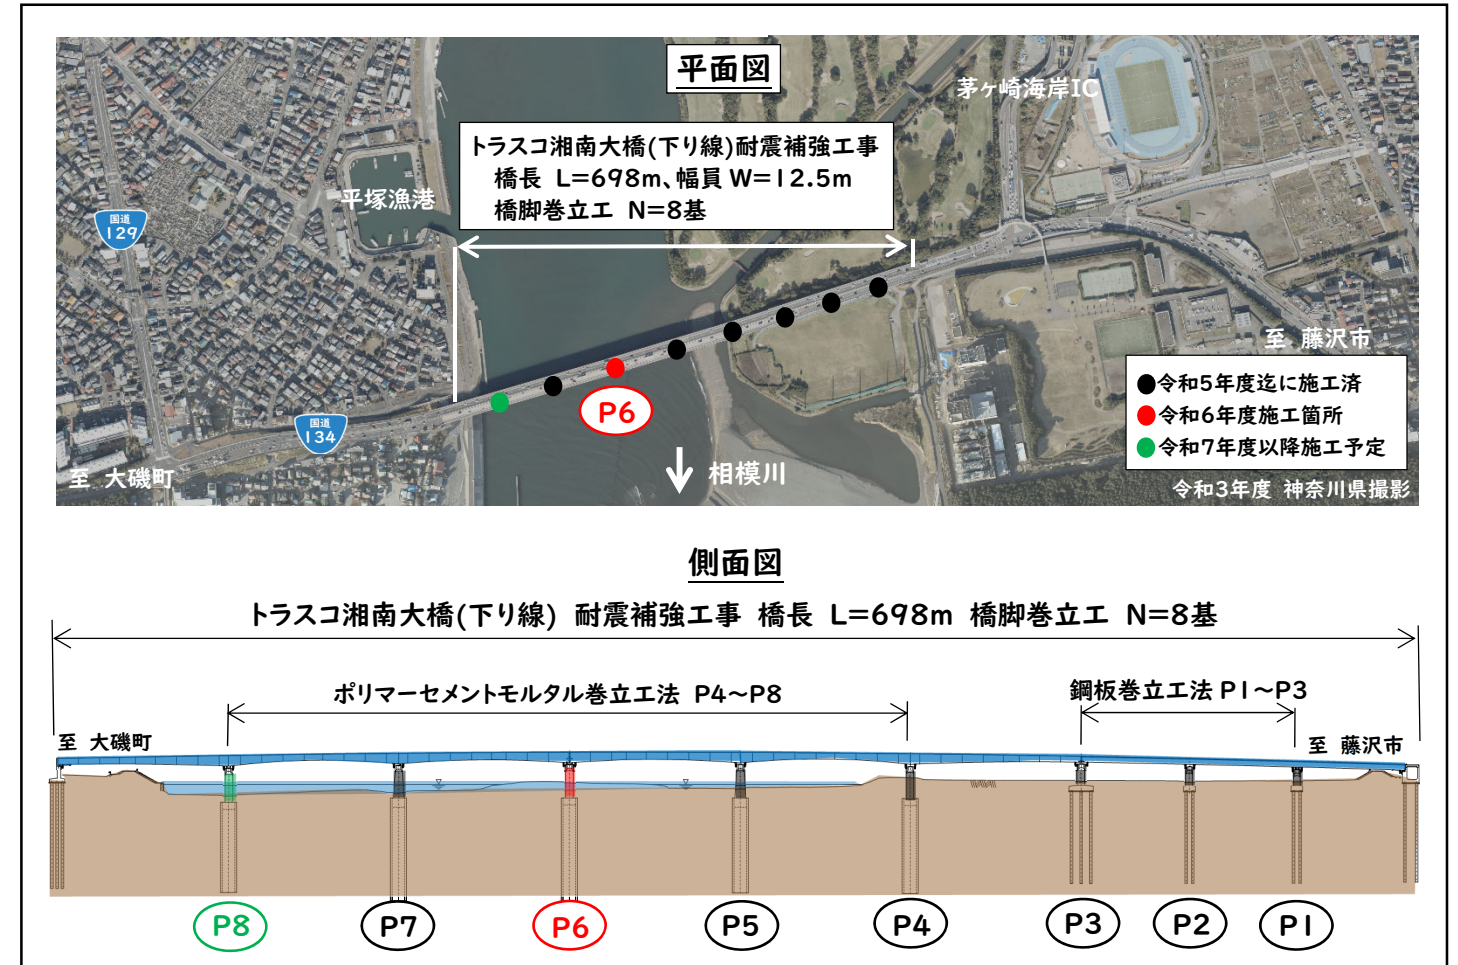 平面図
茅ヶ崎海岸IC
トラスコ湘南大橋(下り線)耐震補強工事
橋長 L=698m、幅員W=12.5m
橋脚巻立工 N=8基
平塚漁港
国道
129
至 藤沢市
●令和5年度迄に施工済
●令和6年度施工箇所
●令和7年度以降施工予定
P6
国道
134
至 大磯町
相模川
令和3年度 神奈川県撮影
側面図
トラスコ湘南大橋(下り線) 耐震補強工事 橋長 L=698m 橋脚巻立工 N=8基
ポリマーセメントモルタル巻立工法 P4~P8
鋼板巻立工法P1~P3
至 大磯町
至 藤沢市
P8
P7
P6
P5
P4
P3
P2
P1